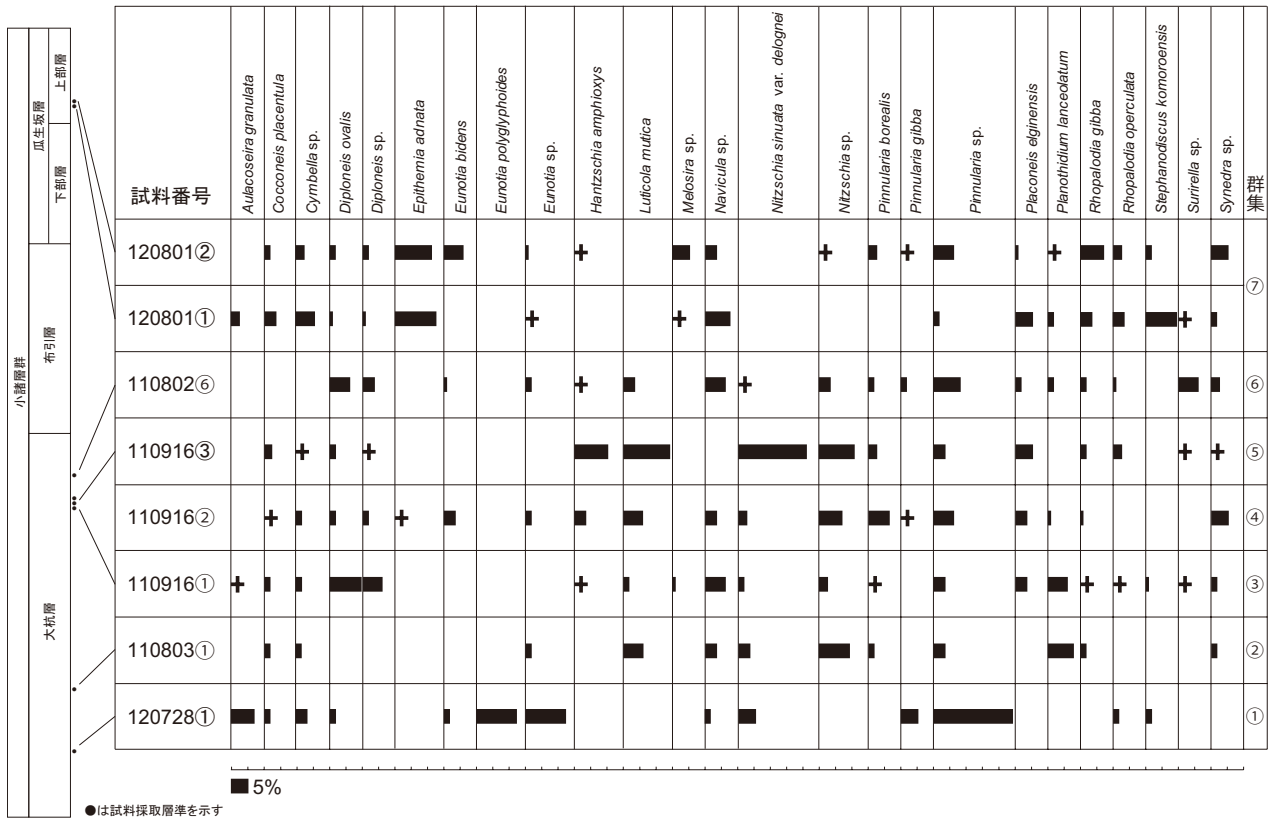 小諸層群
瓜生坂層
上部層
下部層
布引層
大杭層
試料番号
Aulacoseira granulata
Cocconeis placentula
Cymbella sp.
Diploneis ovalis
Diploneis sp.
Epithemia adnata
Eunotia bidens
Eunotia polyglyphoides
Eunotia sp.
Hantzschia amphioxys
Luticola mutica
Melosira sp.
Navicula sp.
Nitzschia sinuata var. delognei
Nitzschia sp.
Pinnularia borealis
Pinnularia gibba
Pinnularia sp.
Placoneis elginensis
Planothidium lanceolatum
Rhopalodia gibba
Rhopalodia operculata
Stephanodiscus komoroensis
Surirella sp.
Synedra sp.
群集
120801② + + + +
⑦
120801① + + +
110802⑥ + + ⑥
110916③ + + + + ⑤
110916② + + + ④
110916① + + + + + + ③
110803① ②
120728① ①
5%
●は試料採取層準を示す